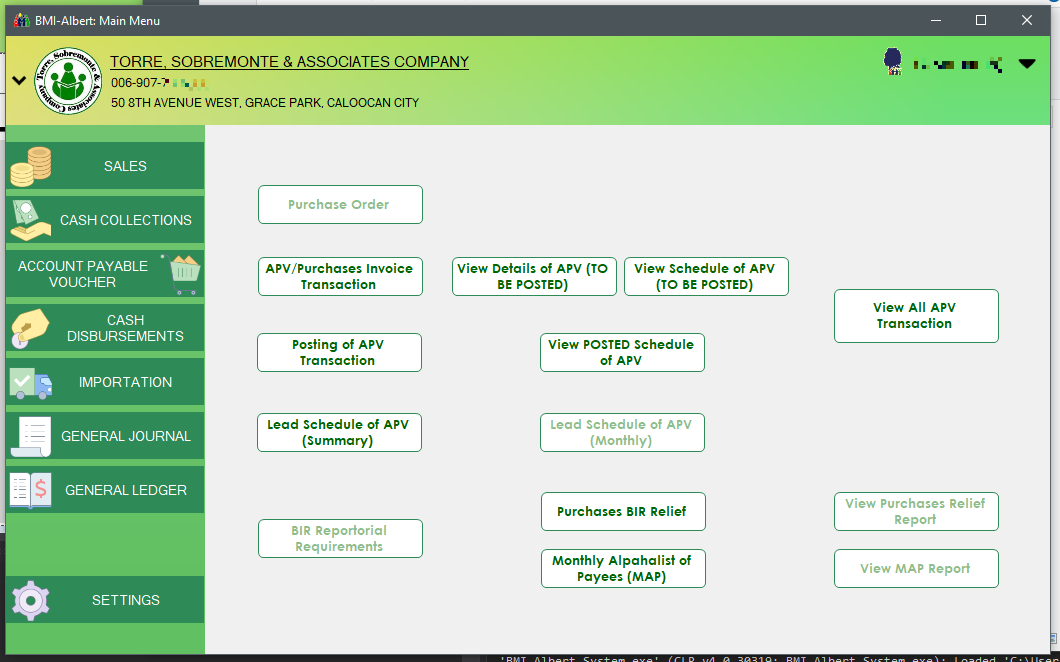 BMI-Albert: Main Menu
TORRE, SOBREMONTE & ASSOCIATES COMPANY
Torre, Sobremonte & Associates Company
006-907-7
50 8TH AVENUE WEST, GRACE PARK, CALOOCAN CITY
SALES
CASH COLLECTIONS
ACCOUNT PAYABLE
VOUCHER
CASH
DISBURSEMENTS
IMPORTATION
GENERAL JOURNAL
GENERAL LEDGER
SETTINGS
Purchase Order
APV/Purchases Invoice
Transaction
View Details of APV (TO
BE POSTED)
View Schedule of APV
(TO BE POSTED)
View All APV
Transaction
Posting of APV
Transaction
View POSTED Schedule
of APV
Lead Schedule of APV
(Summary)
Lead Schedule of APV
(Monthly)
BIR Reportorial
Requirements
Purchases BIR Relief
View Purchases Relief
Report
Monthly Alpahalist of
Payees (MAP)
View MAP Report
'BMI Albert System.exe' (CLR v4.0.30319: BMI Albert System.exe): Loaded 'C:\User